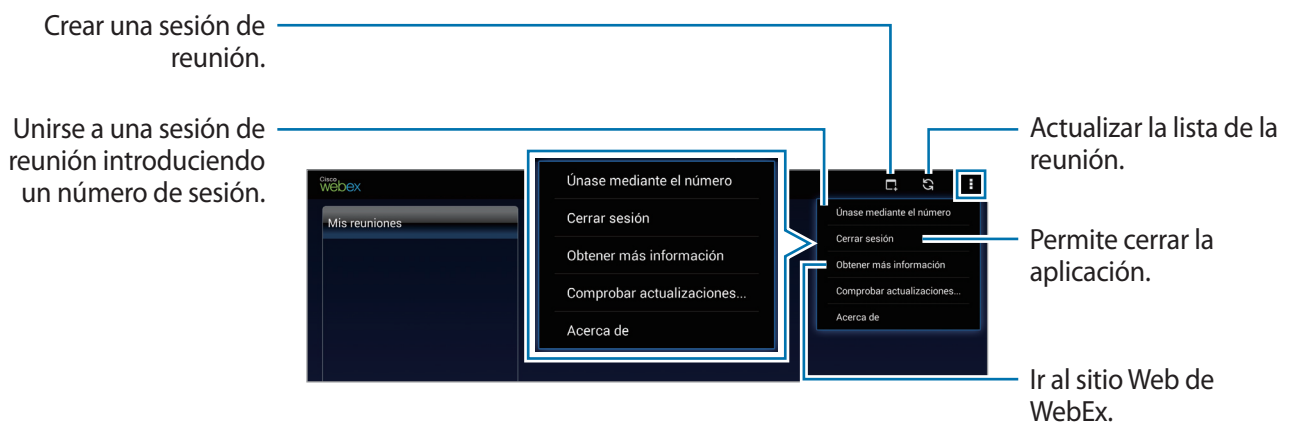 Crear una sesión de
reunión.
Unirse a una sesión de
reunión introduciendo
un número de sesión.
Cisco
webex
Mis reuniones
Únase mediante el número
Cerrar sesión
Obtener más información
Comprobar actualizaciones...
Acerca de
Únase mediante el número
Cerrar sesión
Obtener más información
Comprobar actualizaciones...
Acerca de
Actualizar la lista de la
reunión.
Permite cerrar la
aplicación.
Ir al sitio Web de
WebEx.